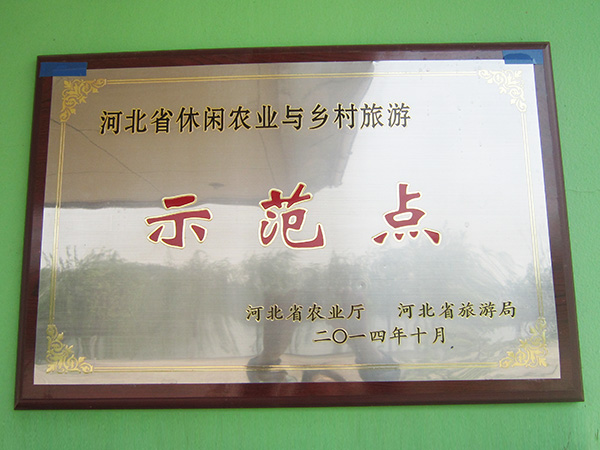 河北省休闲农业与乡村旅游
示范点
河北省农业厅 河北省旅游局
二〇一四年十月